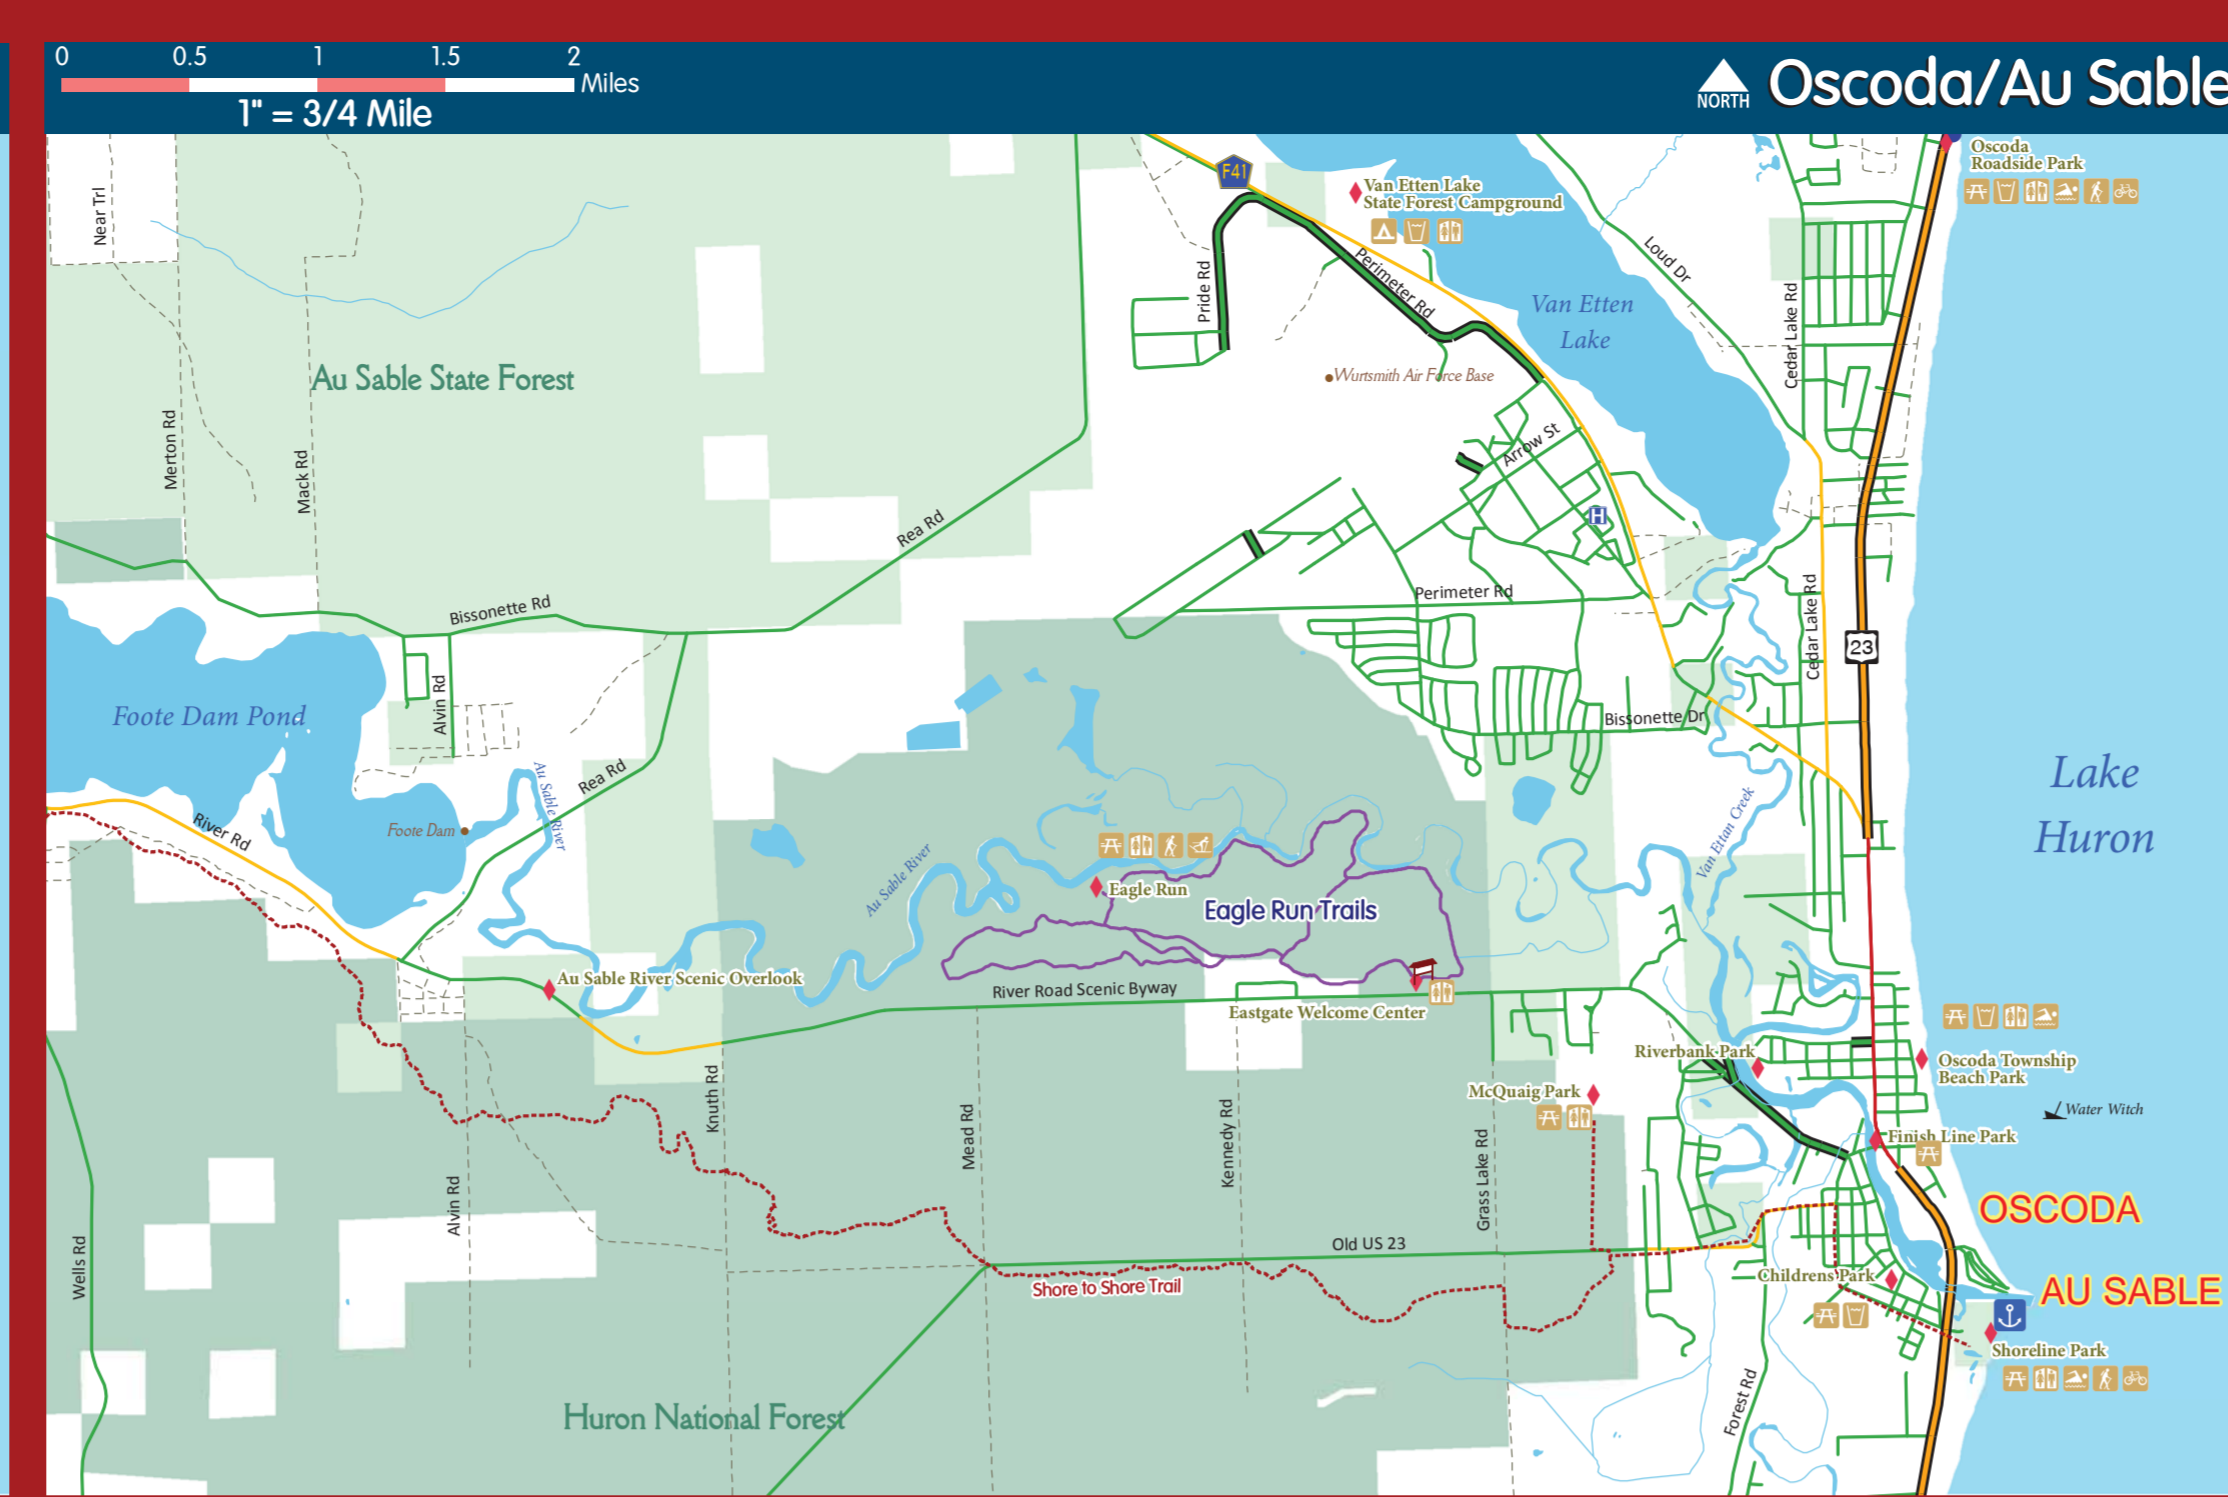 0 0.5 1 1.5 2
Miles
1" = 3/4 Mile
NORTH
Oscoda/Au Sable
Oscoda
Roadside Park
F41
Van Etten Lake
State Forest Campground
Near Trl
Loud Dr
Pride Rd
Perimeter Rd
Van Etten
Lake
Cedar Lake Rd
Au Sable State Forest
Wurtsmith Air Force Base
Merton Rd
Mack Rd
Arrow St
Rea Rd
H
Bissonette Rd
Perimeter Rd
Cedar Lake Rd
23
Foote Dam Pond
Alvin Rd
Bissonette Dr
Au Sable River
Rea Rd
Lake
Huron
River Rd
Foote Dam
Van Ettan Creek
Au Sable River
Eagle Run
Eagle Run Trails
Au Sable River Scenic Overlook
River Road Scenic Byway
Eastgate Welcome Center
Riverbank Park
Oscoda Township
Beach Park
McQuaig Park
Water Witch
Knuth Rd
Mead Rd
Kennedy Rd
Grass Lake Rd
Finish Line Park
Alvin Rd
Wells Rd
OSCODA
Old US 23
Shore to Shore Trail
Childrens Park
AU SABLE
Shoreline Park
Forest Rd
Huron National Forest